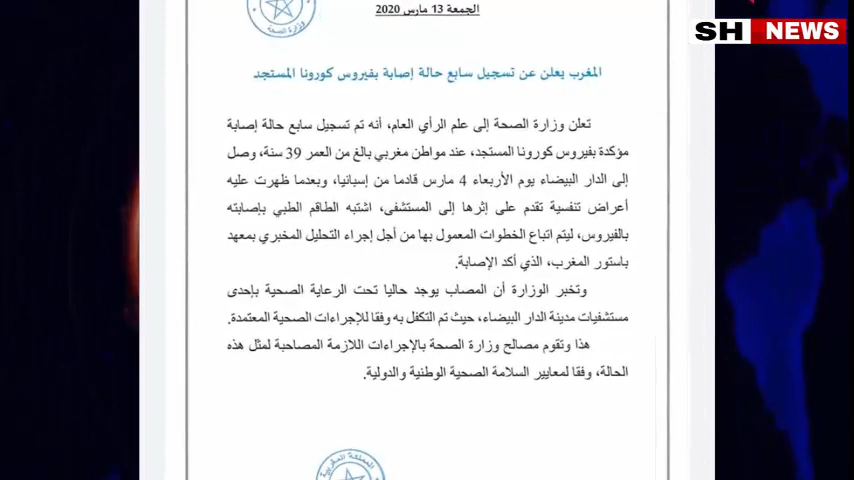 وزارة الصحة
الجمعة 13 مارس 2020
SH NEWS
المغرب يعلن عن تسجيل سابع حالة إصابة بفيروس كورونا المستجد
تعلن وزارة الصحة إلى علم الرأي العام، أنه تم تسجيل سابع حالة إصابة
مؤكدة بفيروس كورونا المستجد، عند مواطن مغربي بالغ من العمر 39 سنة، وصل
إلى الدار البيضاء يوم الأربعاء 4 مارس قادما من إسبانيا، وبعدما ظهرت عليه
أعراض تنفسية تقدم على إثرها إلى المستشفى، اشتبه الطاقم الطبي بإصابته
بالفيروس، ليتم اتباع الخطوات المعمول بها من أجل إجراء التحليل المخبري بمعهد
باستور المغرب، الذي أكد الإصابة.
وتخبر الوزارة أن المصاب يوجد حاليا تحت الرعاية الصحية بإحدى
مستشفيات مدينة الدار البيضاء، حيث تم التكفل به وفقا للإجراءات الصحية المعتمدة.
هذا وتقوم مصالح وزارة الصحة بالإجراءات اللازمة المصاحبة لمثل هذه
الحالة، وفقا لمعايير السلامة الصحية الوطنية والدولية.
المملكة المغربية